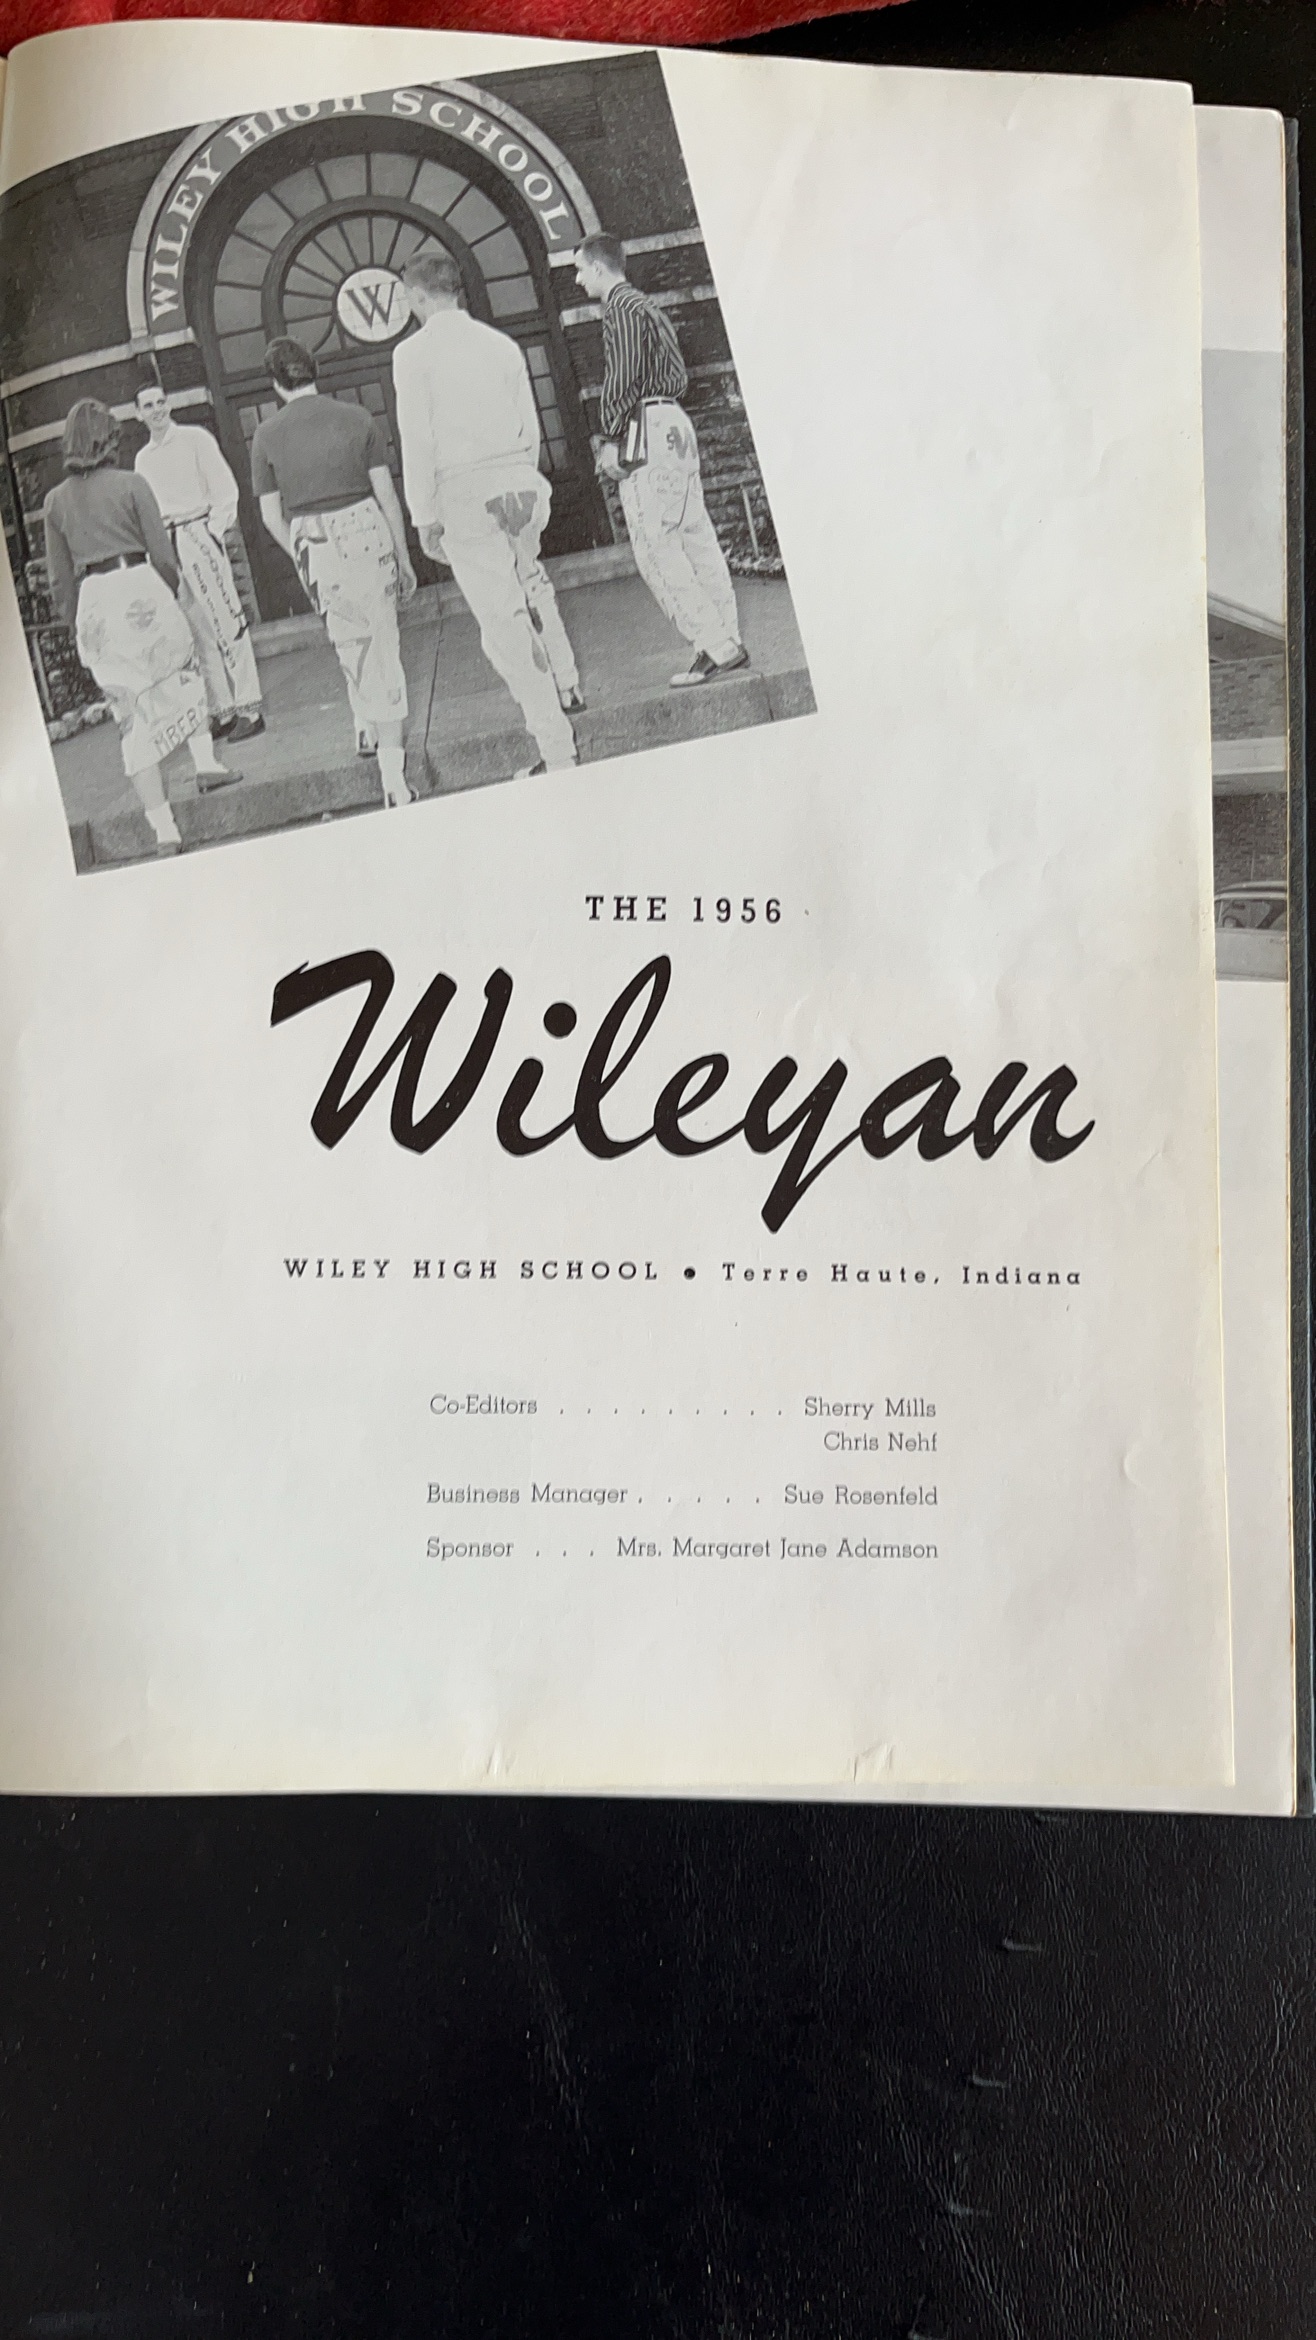 WILEY HIGH SCHOOL
W
W
W
MBER
THE 1956
Wileyan
WILEY HIGH SCHOOL • Terre Haute, Indiana
Co-Editors . . . . . . . . . Sherry Mills
Chris Nehf
Business Manager . . . . . Sue Rosenfeld
Sponsor . . . Mrs. Margaret Jane Adamson